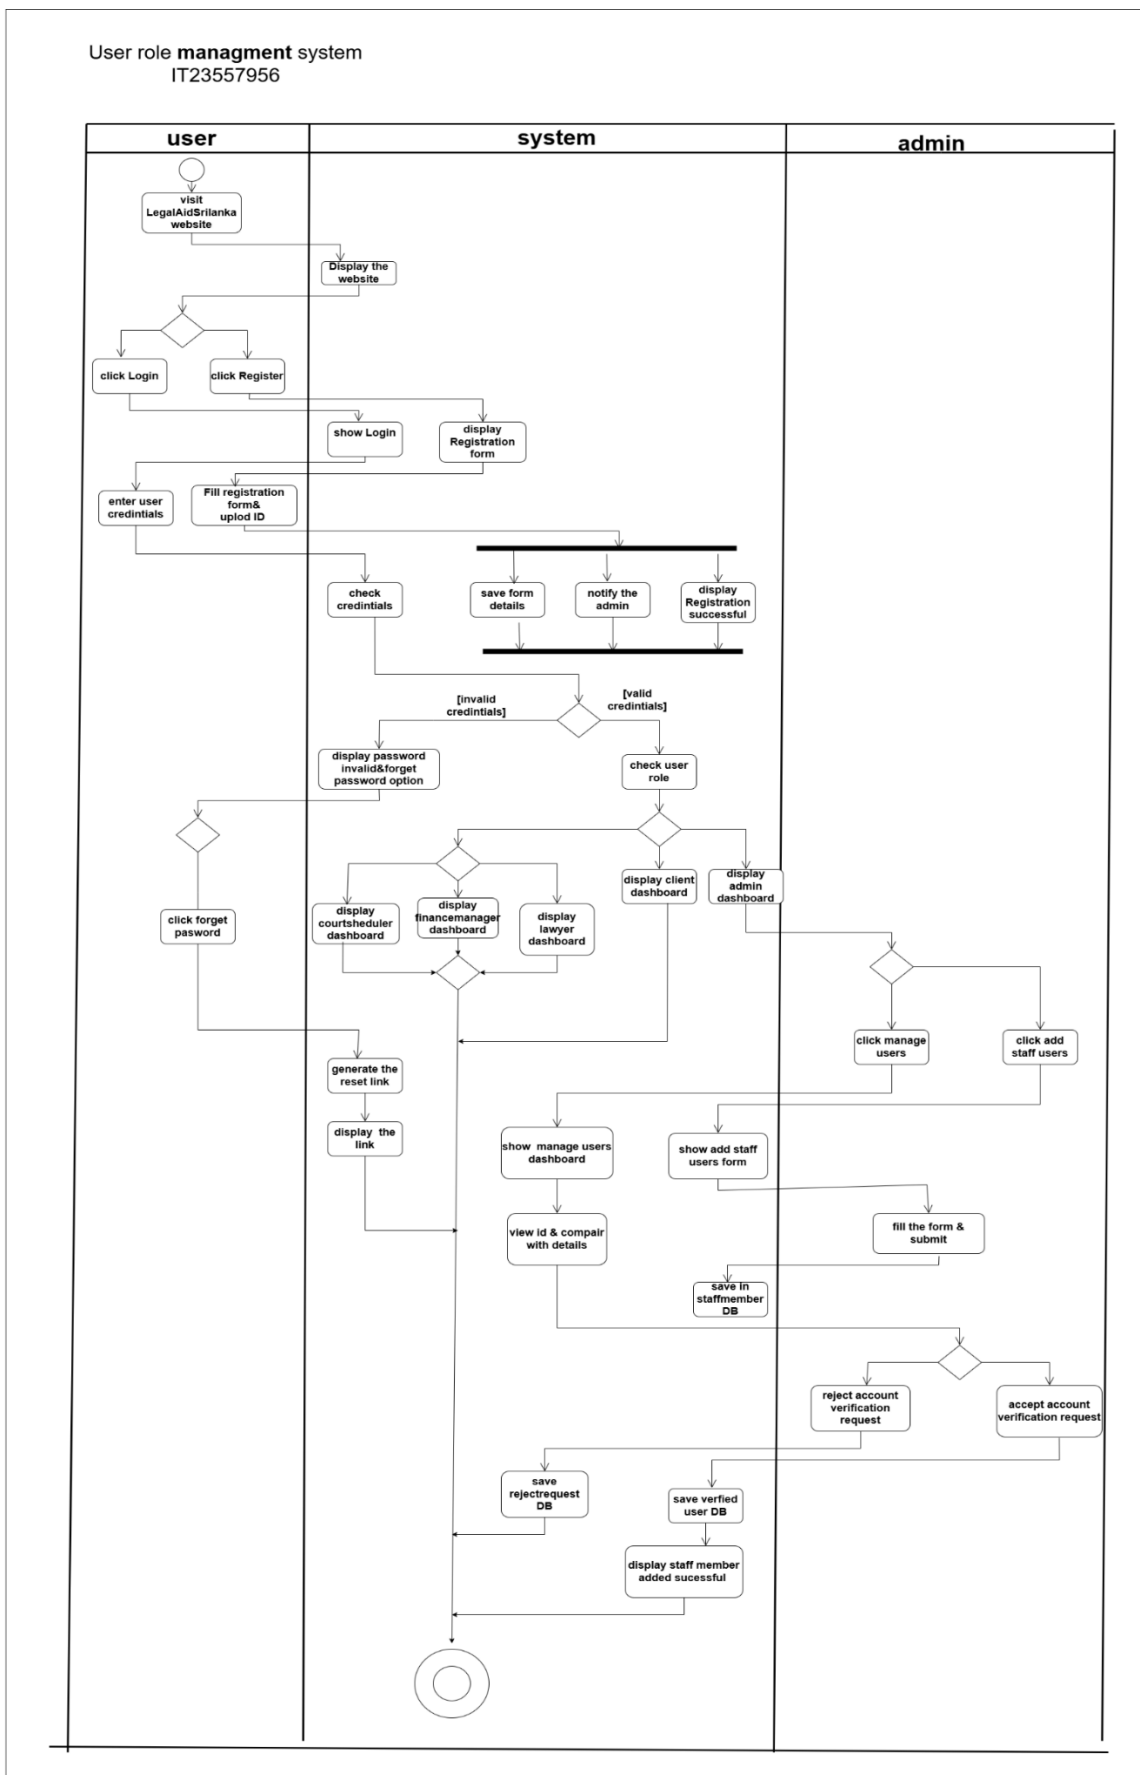 User role managment system
IT23557956
user
system
admin
visit
LegalAidSrilanka
website
Display the
website
click Login
click Register
show Login
display
Registration
form
enter user
credintials
Fill registration
form&
uplod ID
check
credintials
save form
details
notify the
admin
display
Registration
successful
[invalid
credintials]
[valid
credintials]
display password
invalid&forget
password option
check user
role
display client
dashboard
display
admin
dashboard
display
courtsheduler
dashboard
display
financemanager
dashboard
display
lawyer
dashboard
click forget
pasword
click manage
users
click add
staff users
generate the
reset link
display the
link
show manage users
dashboard
show add staff
users form
view id & compair
with details
fill the form &
submit
save in
staffmember
DB
reject account
verification
request
accept account
verification request
save
rejectrequest
DB
save verfied
user DB
display staff member
added sucessful